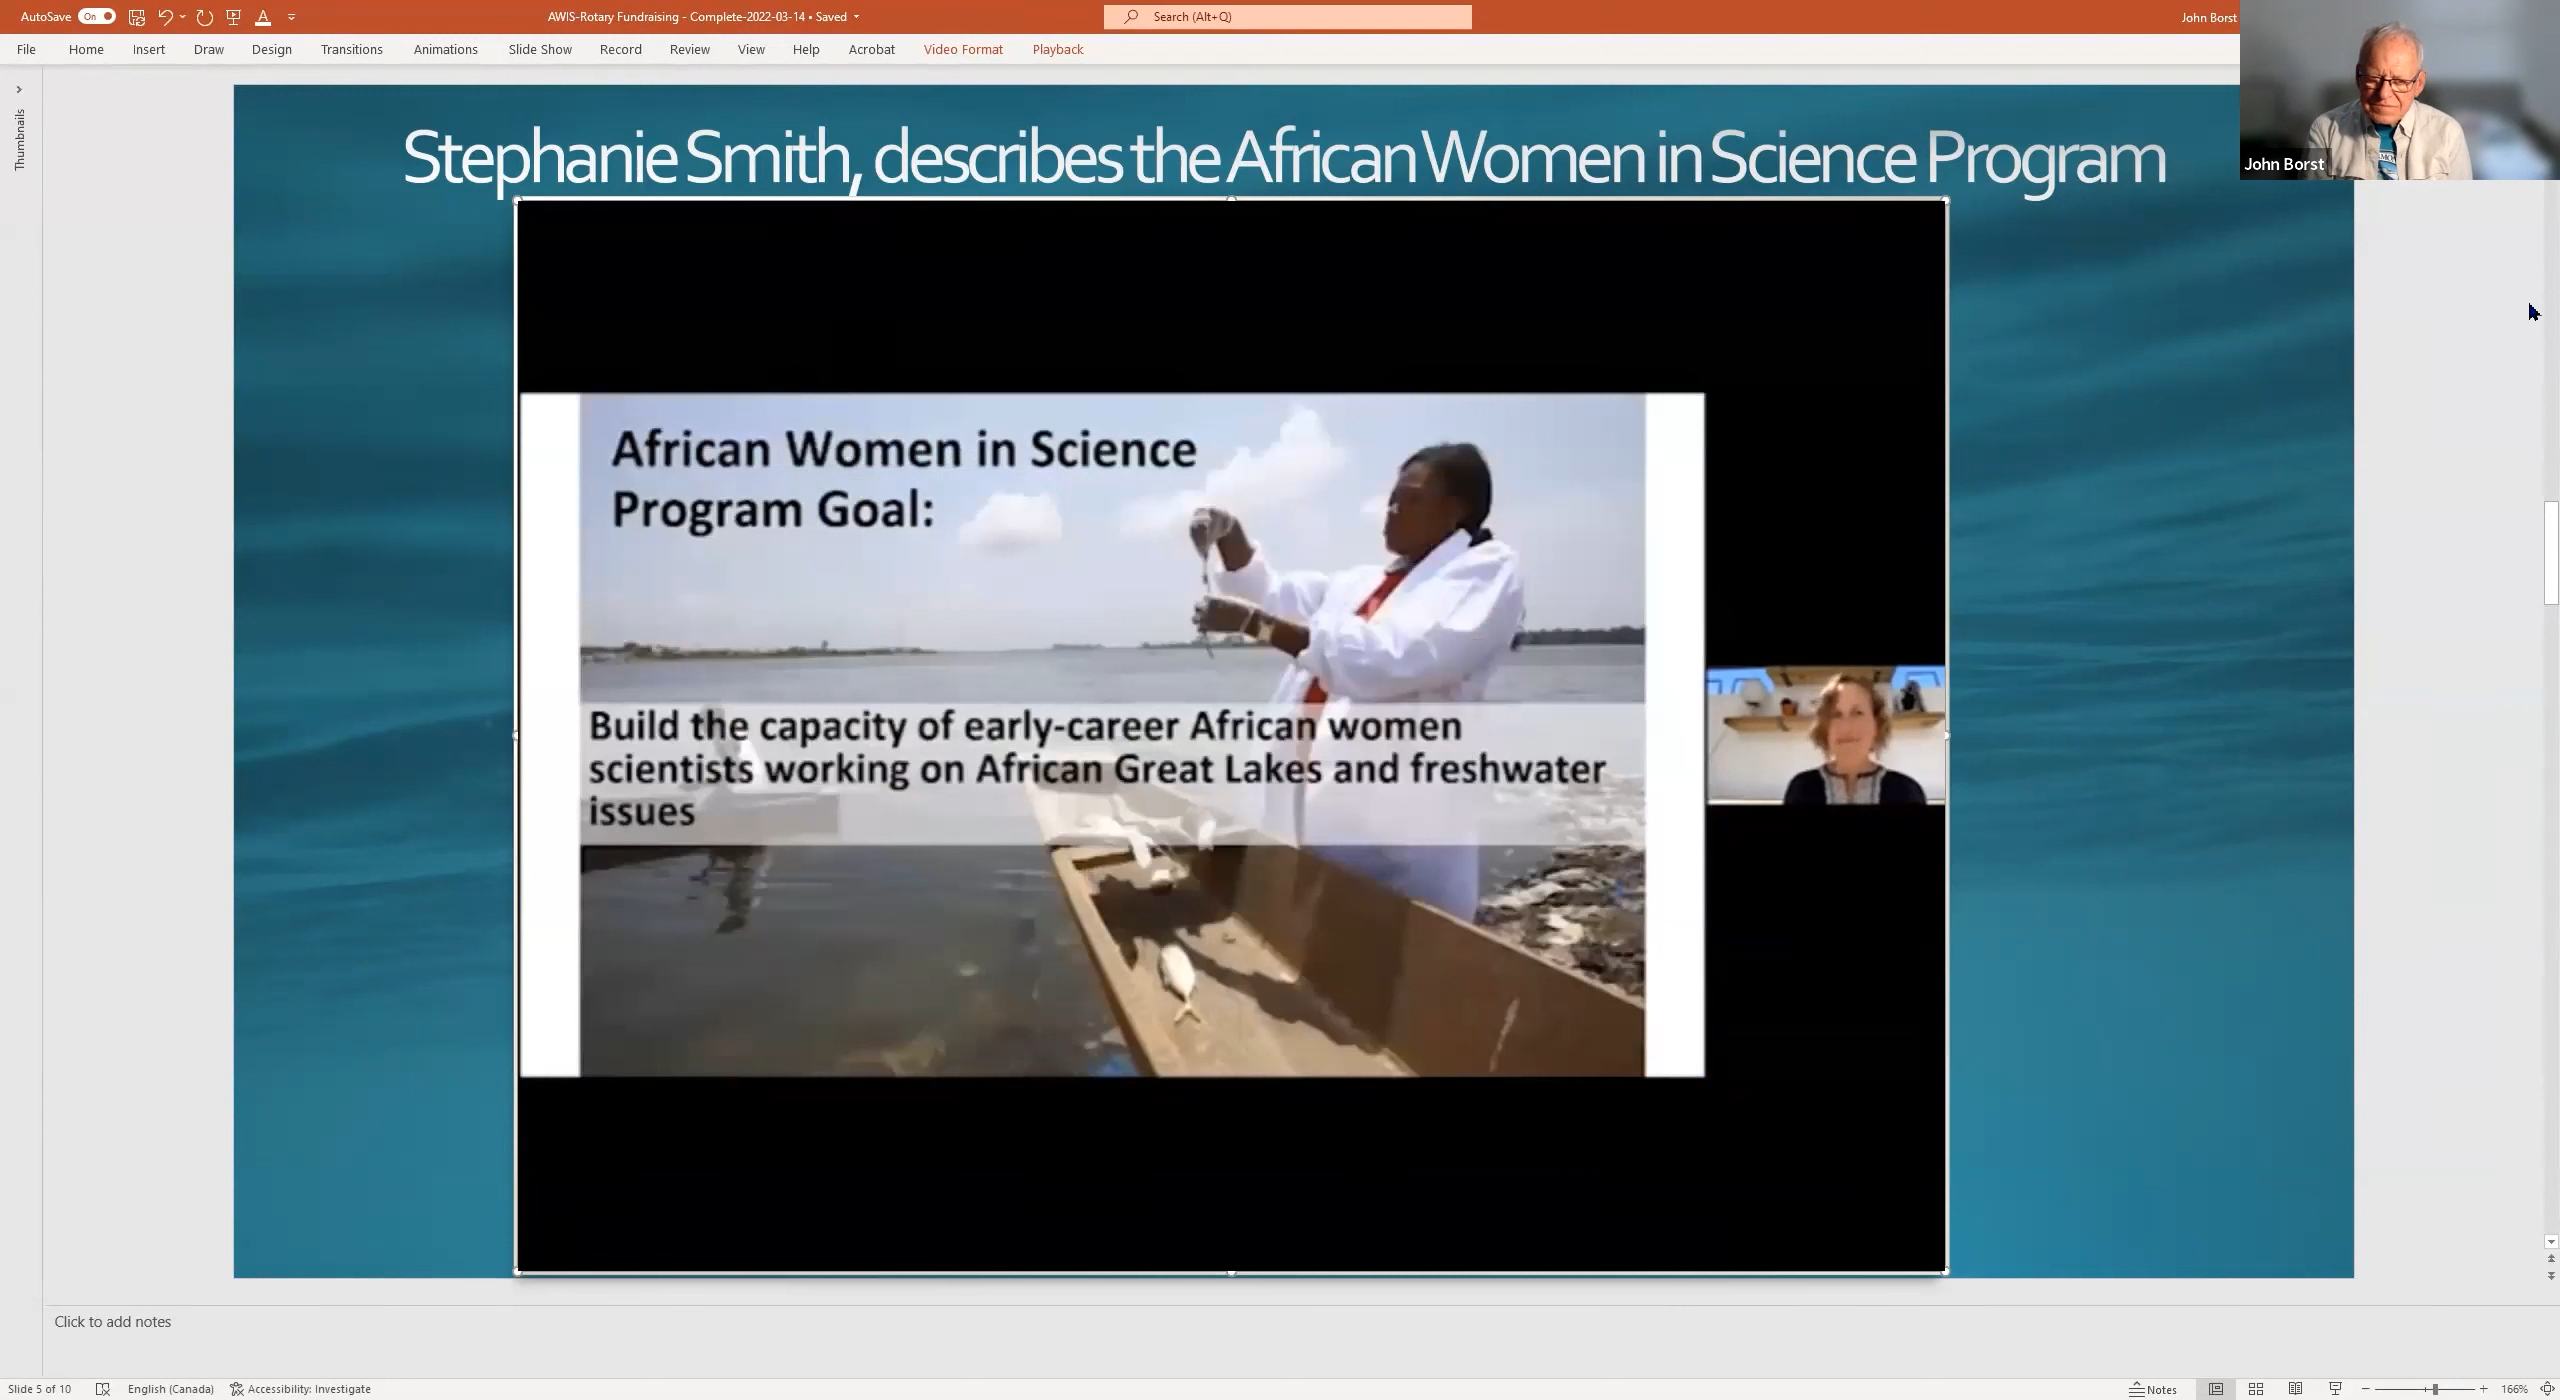 AutoSave On
AWIS-Rotary Fundraising - Complete-2022-03-14 • Saved
Search (Alt+Q)
John Borst
File Home Insert Draw Design Transitions Animations Slide Show Record Review View Help Acrobat Video Format Playback
John Borst
Thumbnails
Stephanie Smith, describes the African Women in Science Program
African Women in Science
Program Goal:
Build the capacity of early-career African women
scientists working on African Great Lakes and freshwater
issues
Click to add notes
Slide 5 of 10 English (Canada) Accessibility: Investigate Notes 166%